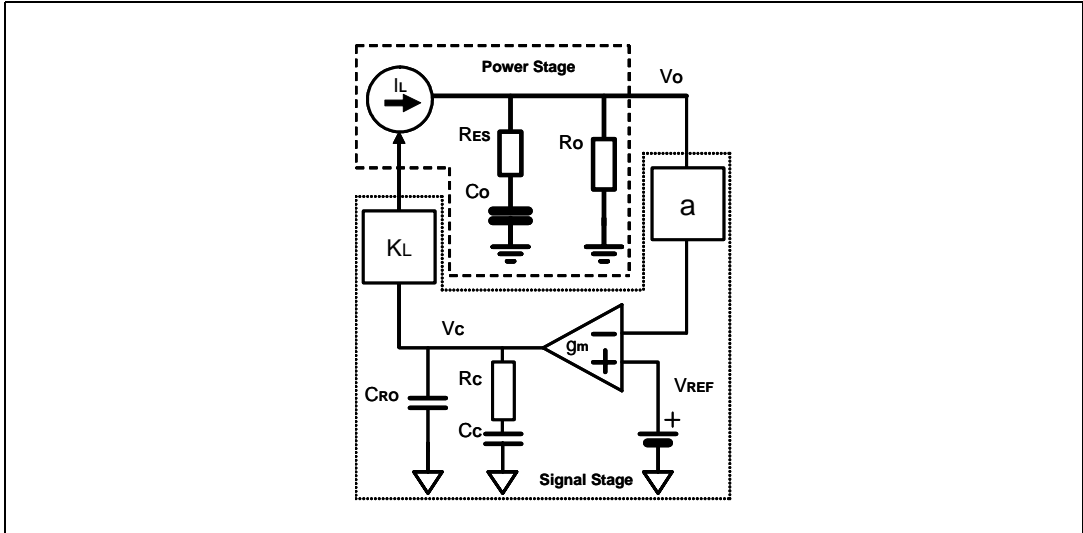 Power Stage
IL
VO
RES
RO
CO
a
KL
VC
gm
RC
CRO
VREF
+
CC
Signal Stage